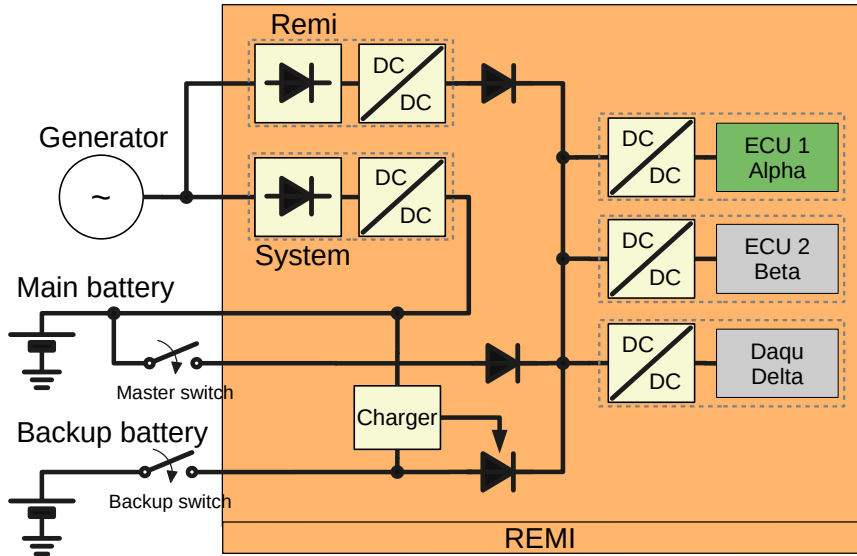 Remi
DC
DC
Generator
~
DC
DC
System
DC
DC
ECU 1
Alpha
DC
DC
ECU 2
Beta
Main battery
Master switch
DC
DC
Daqu
Delta
Charger
Backup battery
Backup switch
REMI